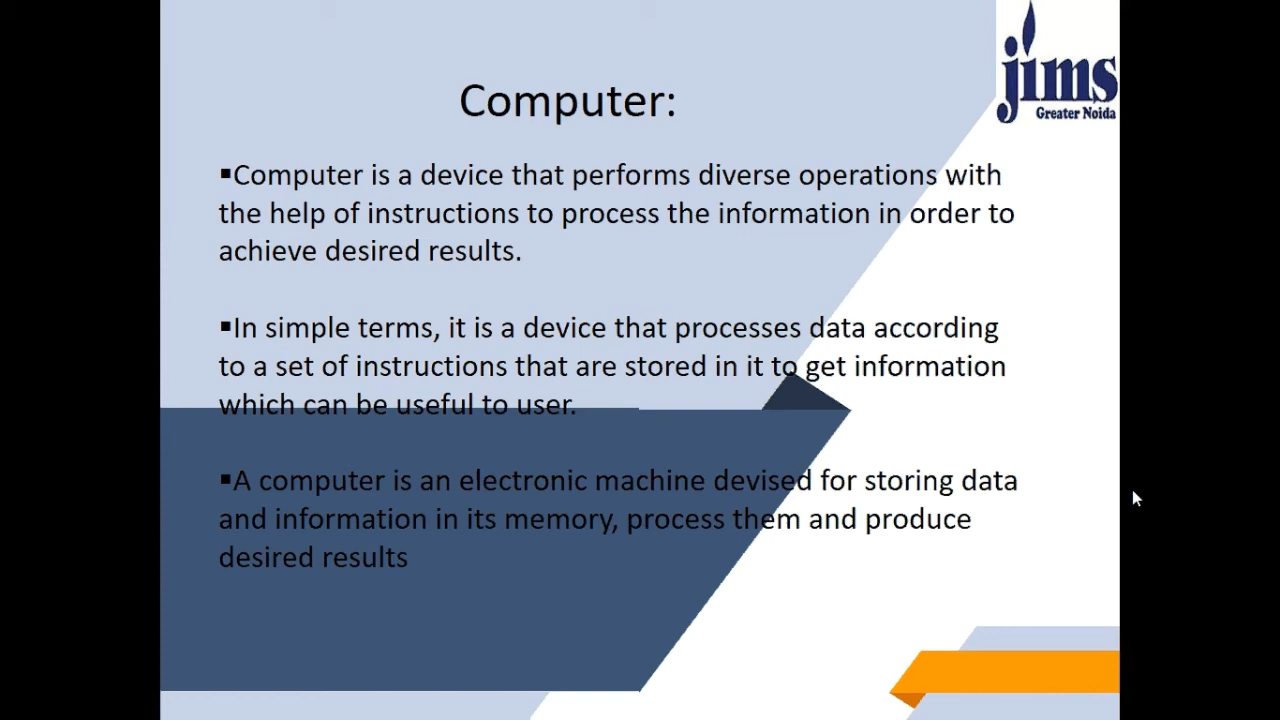 jims
Greater Noida
Computer:
▪Computer is a device that performs diverse operations with
the help of instructions to process the information in order to
achieve desired results.
▪In simple terms, it is a device that processes data according
to a set of instructions that are stored in it to get information
which can be useful to user.
▪A computer is an electronic machine devised for storing data
and information in its memory, process them and produce
desired results